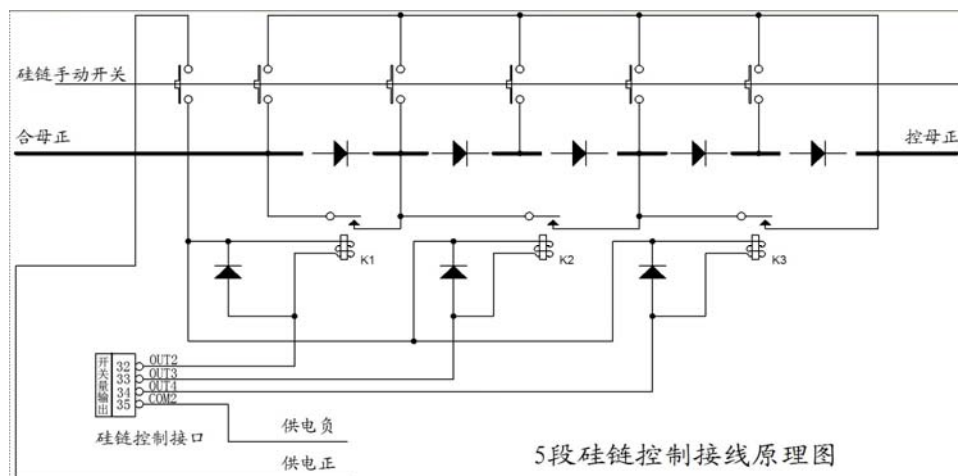 硅链手动开关
合母正
控母正
K1
K2
K3
开关量输出
32 OUT2
33 OUT3
34 OUT4
35 COM2
硅链控制接口
供电负
供电正
5段硅链控制接线原理图